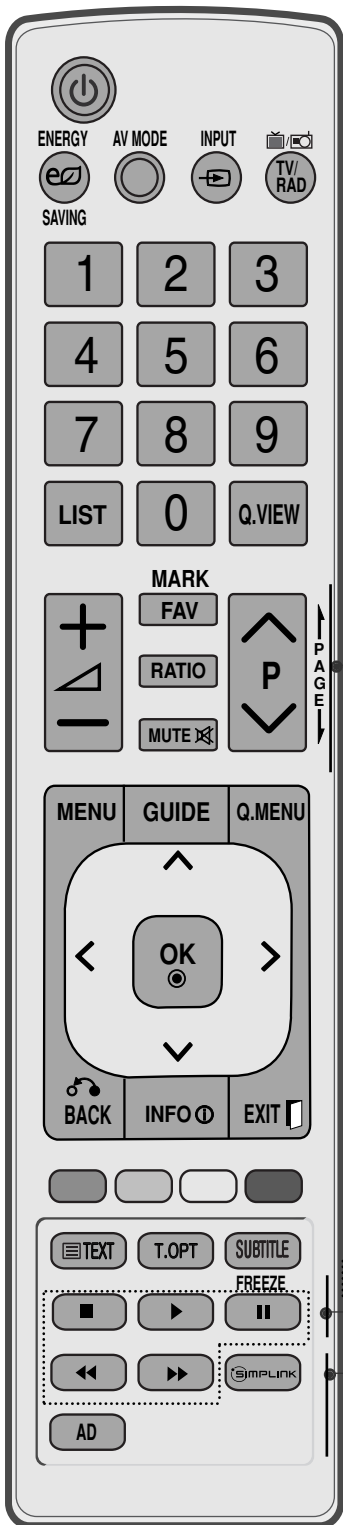 ENERGY AV MODE INPUT
TV/
RAD
SAVING
1 2 3
4 5 6
7 8 9
LIST 0 Q.VIEW
MARK
FAV
RATIO
MUTE
P
PAGE
MENU GUIDE Q.MENU
OK
BACK INFO EXIT
TEXT T.OPT SUBTITLE
FREEZE
SIMPLINK
AD